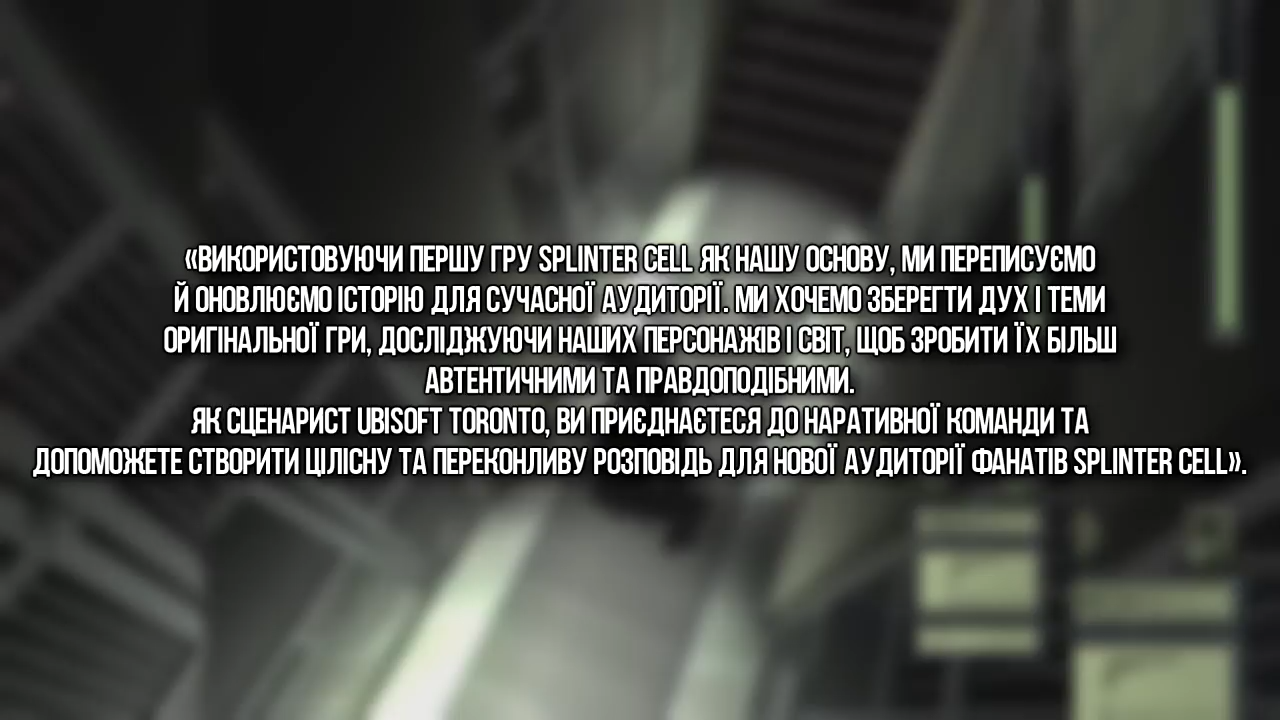 «ВИКОРИСТОВУЮЧИ ПЕРШУ ГРУ SPLINTER CELL ЯК НАШУ ОСНОВУ, МИ ПЕРЕПИСУЄМО
Й ОНОВЛЮЄМО ІСТОРІЮ ДЛЯ СУЧАСНОЇ АУДИТОРІЇ. МИ ХОЧЕМО ЗБЕРЕГТИ ДУХ І ТЕМИ
ОРИГІНАЛЬНОЇ ГРИ, ДОСЛІДЖУЮЧИ НАШИХ ПЕРСОНАЖІВ І СВІТ, ЩОБ ЗРОБИТИ ЇХ БІЛЬШ
АВТЕНТИЧНИМИ ТА ПРАВДОПОДІБНИМИ.
ЯК СЦЕНАРИСТ UBISOFT TORONTO, ВИ ПРИЄДНАЄТЕСЯ ДО НАРАТИВНОЇ КОМАНДИ ТА
ДОПОМОЖЕТЕ СТВОРИТИ ЦІЛІСНУ ТА ПЕРЕКОНЛИВУ РОЗПОВІДЬ ДЛЯ НОВОЇ АУДИТОРІЇ ФАНАТІВ SPLINTER CELL».